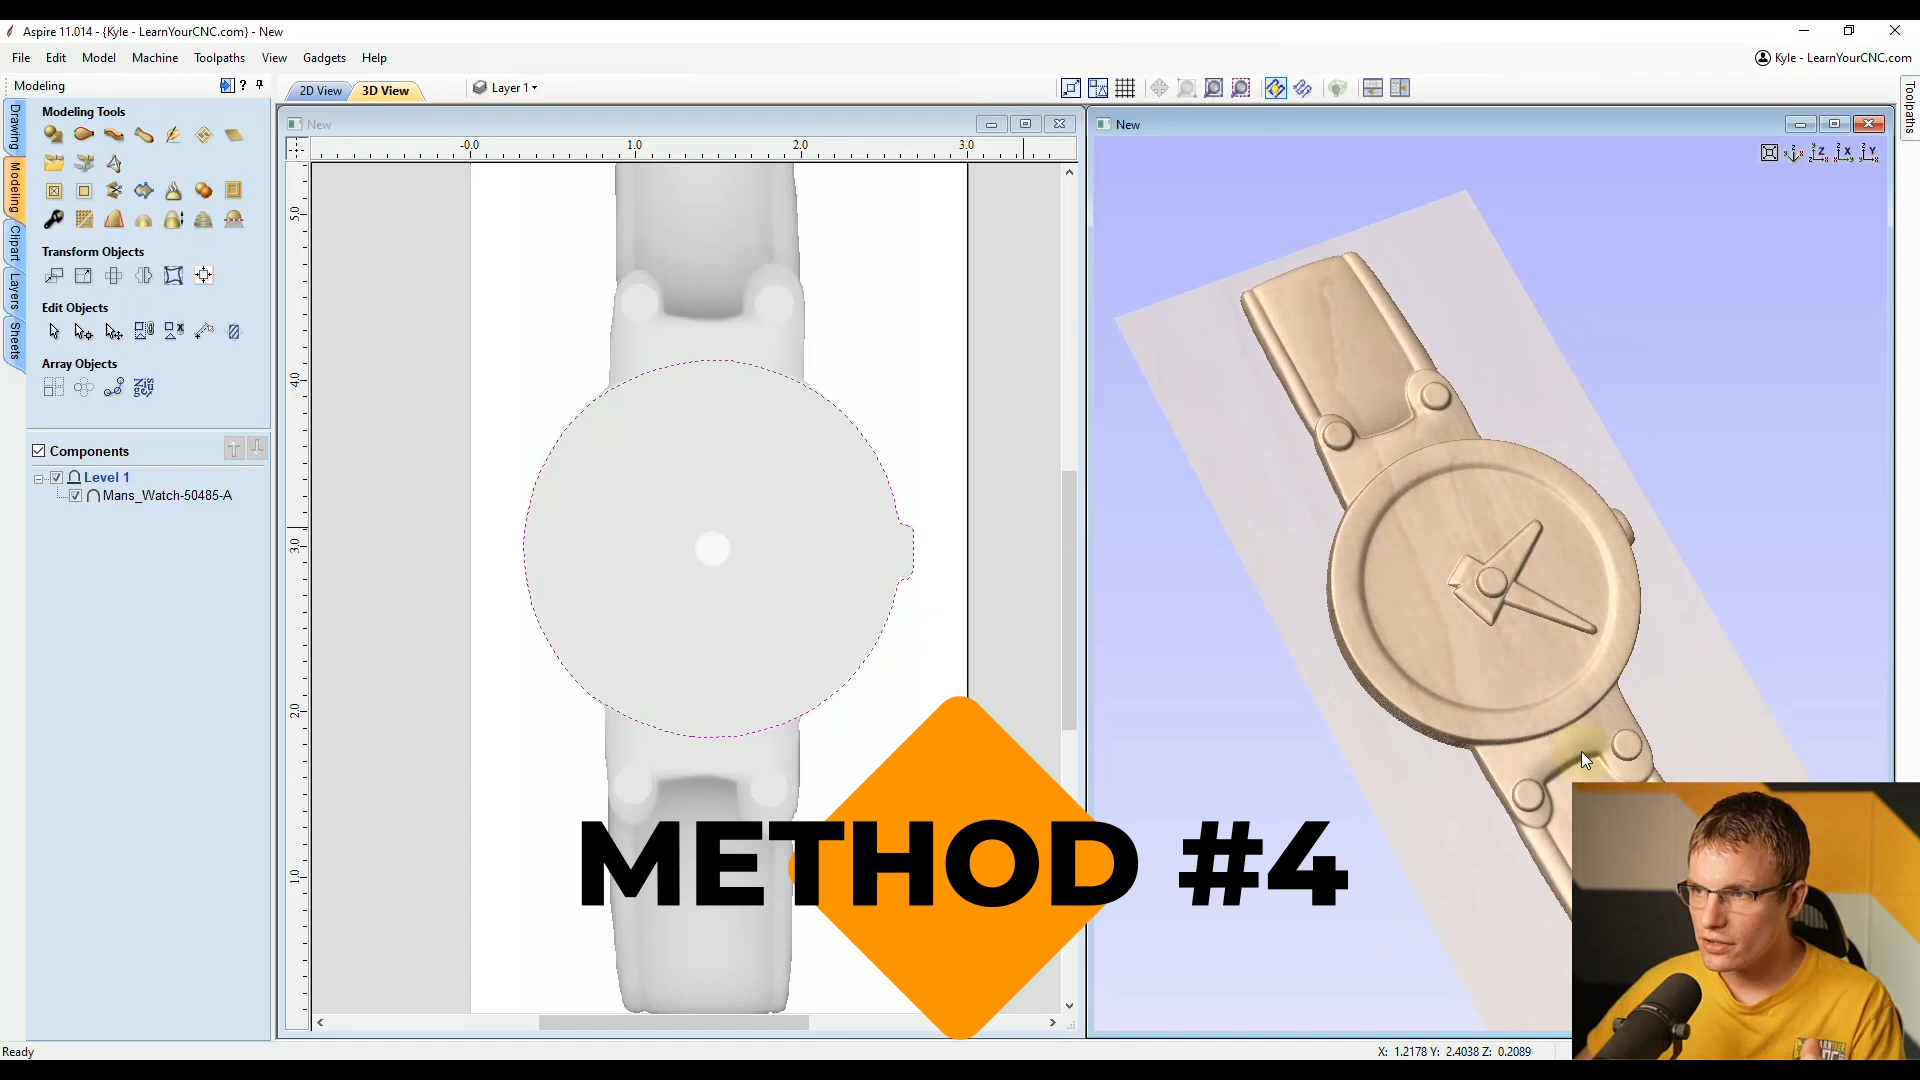 Aspire 11.014 - {Kyle - LearnYourCNC.com} - New
File Edit Model Machine Toolpaths View Gadgets Help
Kyle - LearnYourCNC.com
Modeling
?
2D View
3D View
Layer 1
Toolpaths
Drawing
Modeling
Clipart
Layers
Sheets
Modeling Tools
Transform Objects
Edit Objects
Array Objects
Components
Level 1
Mans_Watch-50485-A
New
-0.0 1.0 2.0 3.0
5.0
4.0
3.0
2.0
1.0
New
METHOD #4
Ready
X: 1.2178 Y: 2.4038 Z: 0.2089